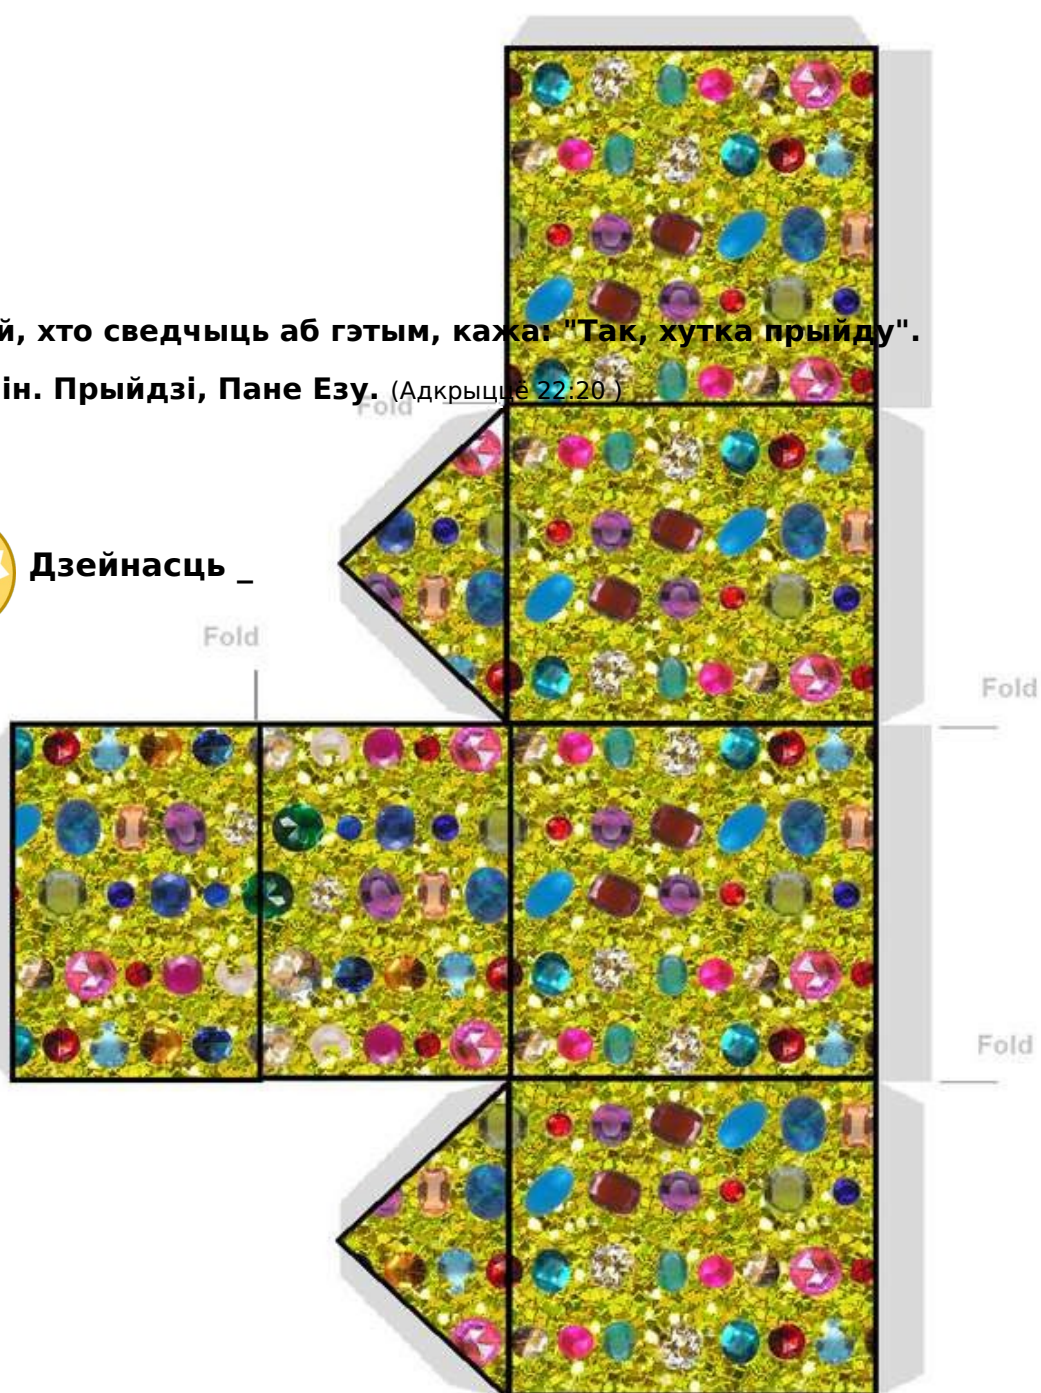 й, хто сведчыць аб гэтым, кажа: "Так, хутка прыйду".
ін. Прыйдзі, Пане Езу. (Адкрыццё 22:20 )
Fold
Дзейнасць _
Fold
Fold
Fold